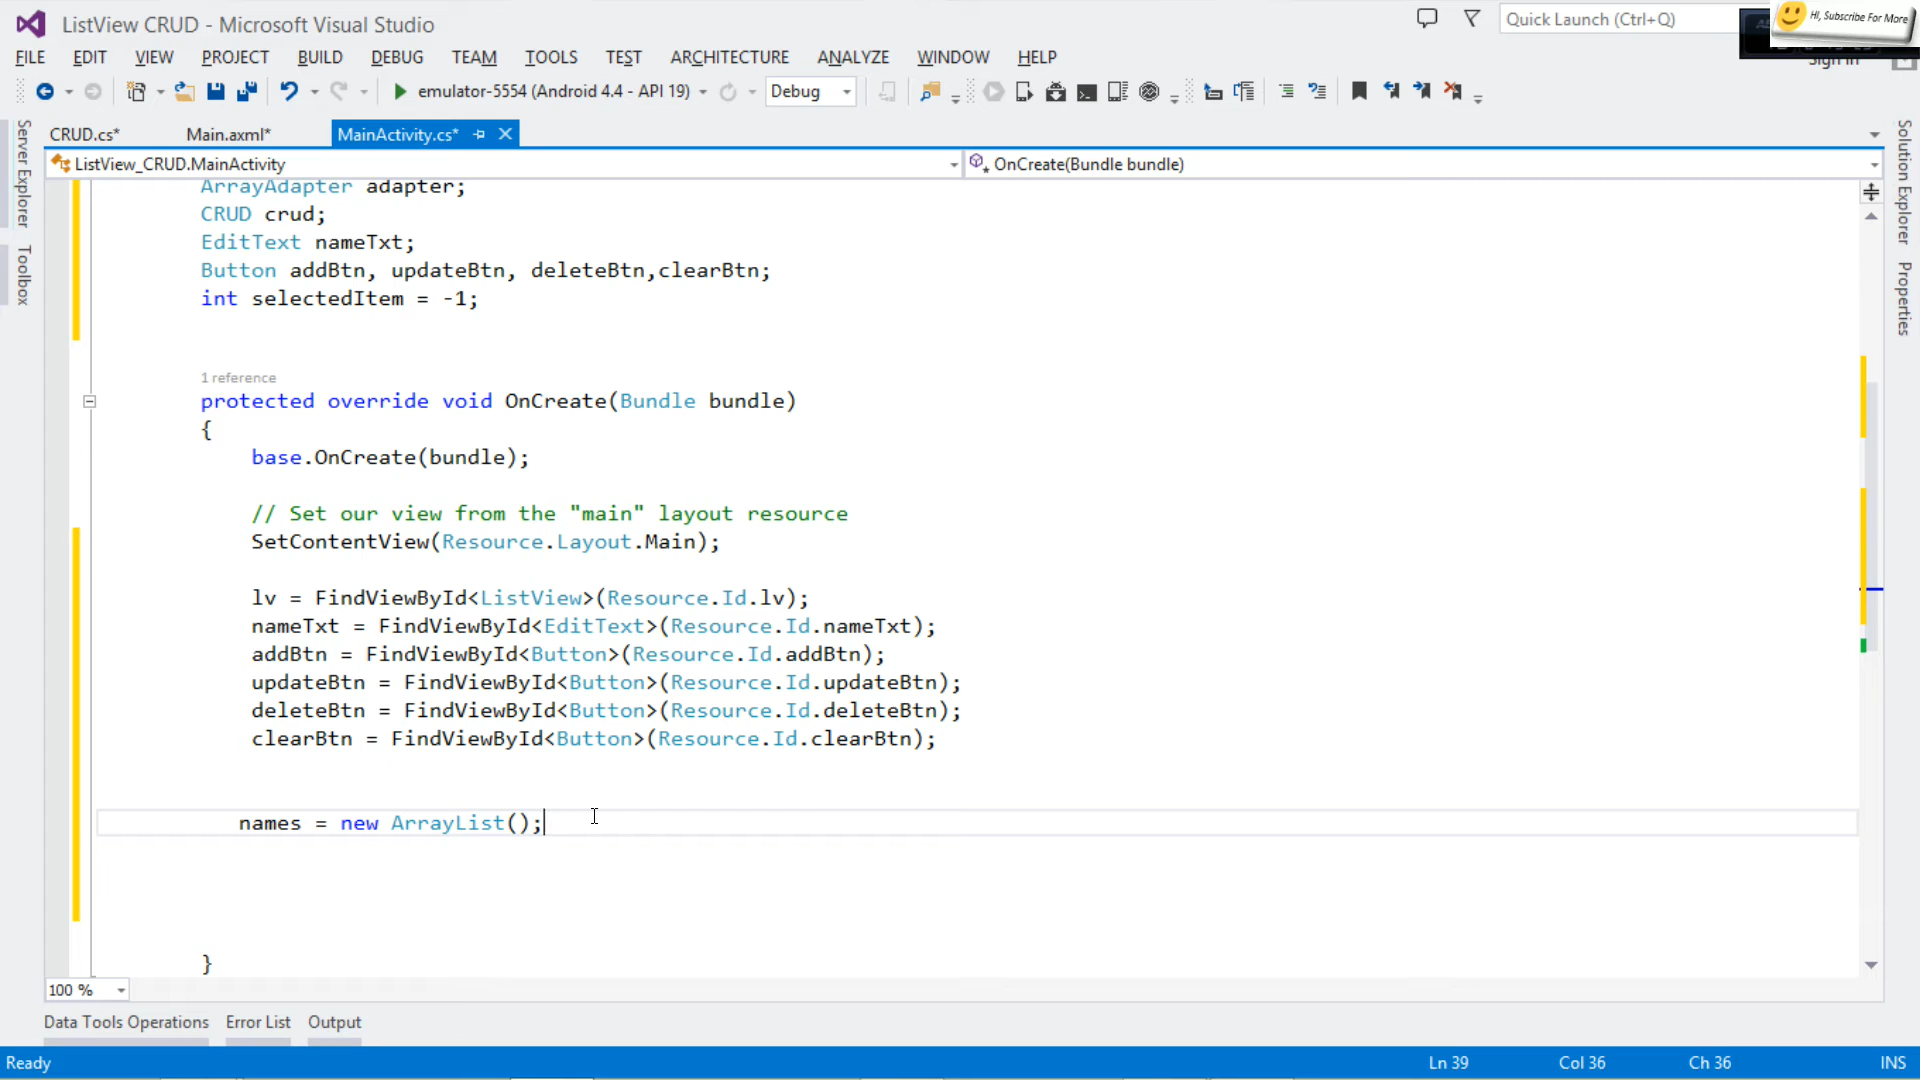 ListView CRUD - Microsoft Visual Studio
Quick Launch (Ctrl+Q)
Hi, Subscribe For More
FILE EDIT VIEW PROJECT BUILD DEBUG TEAM TOOLS TEST ARCHITECTURE ANALYZE WINDOW HELP
Sign in
emulator-5554 (Android 4.4 - API 19) Debug
CRUD.cs* Main.axml* MainActivity.cs*
ListView_CRUD.MainActivity OnCreate(Bundle bundle)
Server Explorer
Toolbox
Solution Explorer
Properties
ArrayAdapter adapter;
CRUD crud;
EditText nameTxt;
Button addBtn, updateBtn, deleteBtn,clearBtn;
int selectedItem = -1;
1 reference
protected override void OnCreate(Bundle bundle)
{
base.OnCreate(bundle);
// Set our view from the "main" layout resource
SetContentView(Resource.Layout.Main);
lv = FindViewById<ListView>(Resource.Id.lv);
nameTxt = FindViewById<EditText>(Resource.Id.nameTxt);
addBtn = FindViewById<Button>(Resource.Id.addBtn);
updateBtn = FindViewById<Button>(Resource.Id.updateBtn);
deleteBtn = FindViewById<Button>(Resource.Id.deleteBtn);
clearBtn = FindViewById<Button>(Resource.Id.clearBtn);
names = new ArrayList();
}
100 %
Data Tools Operations Error List Output
Ready Ln 39 Col 36 Ch 36 INS